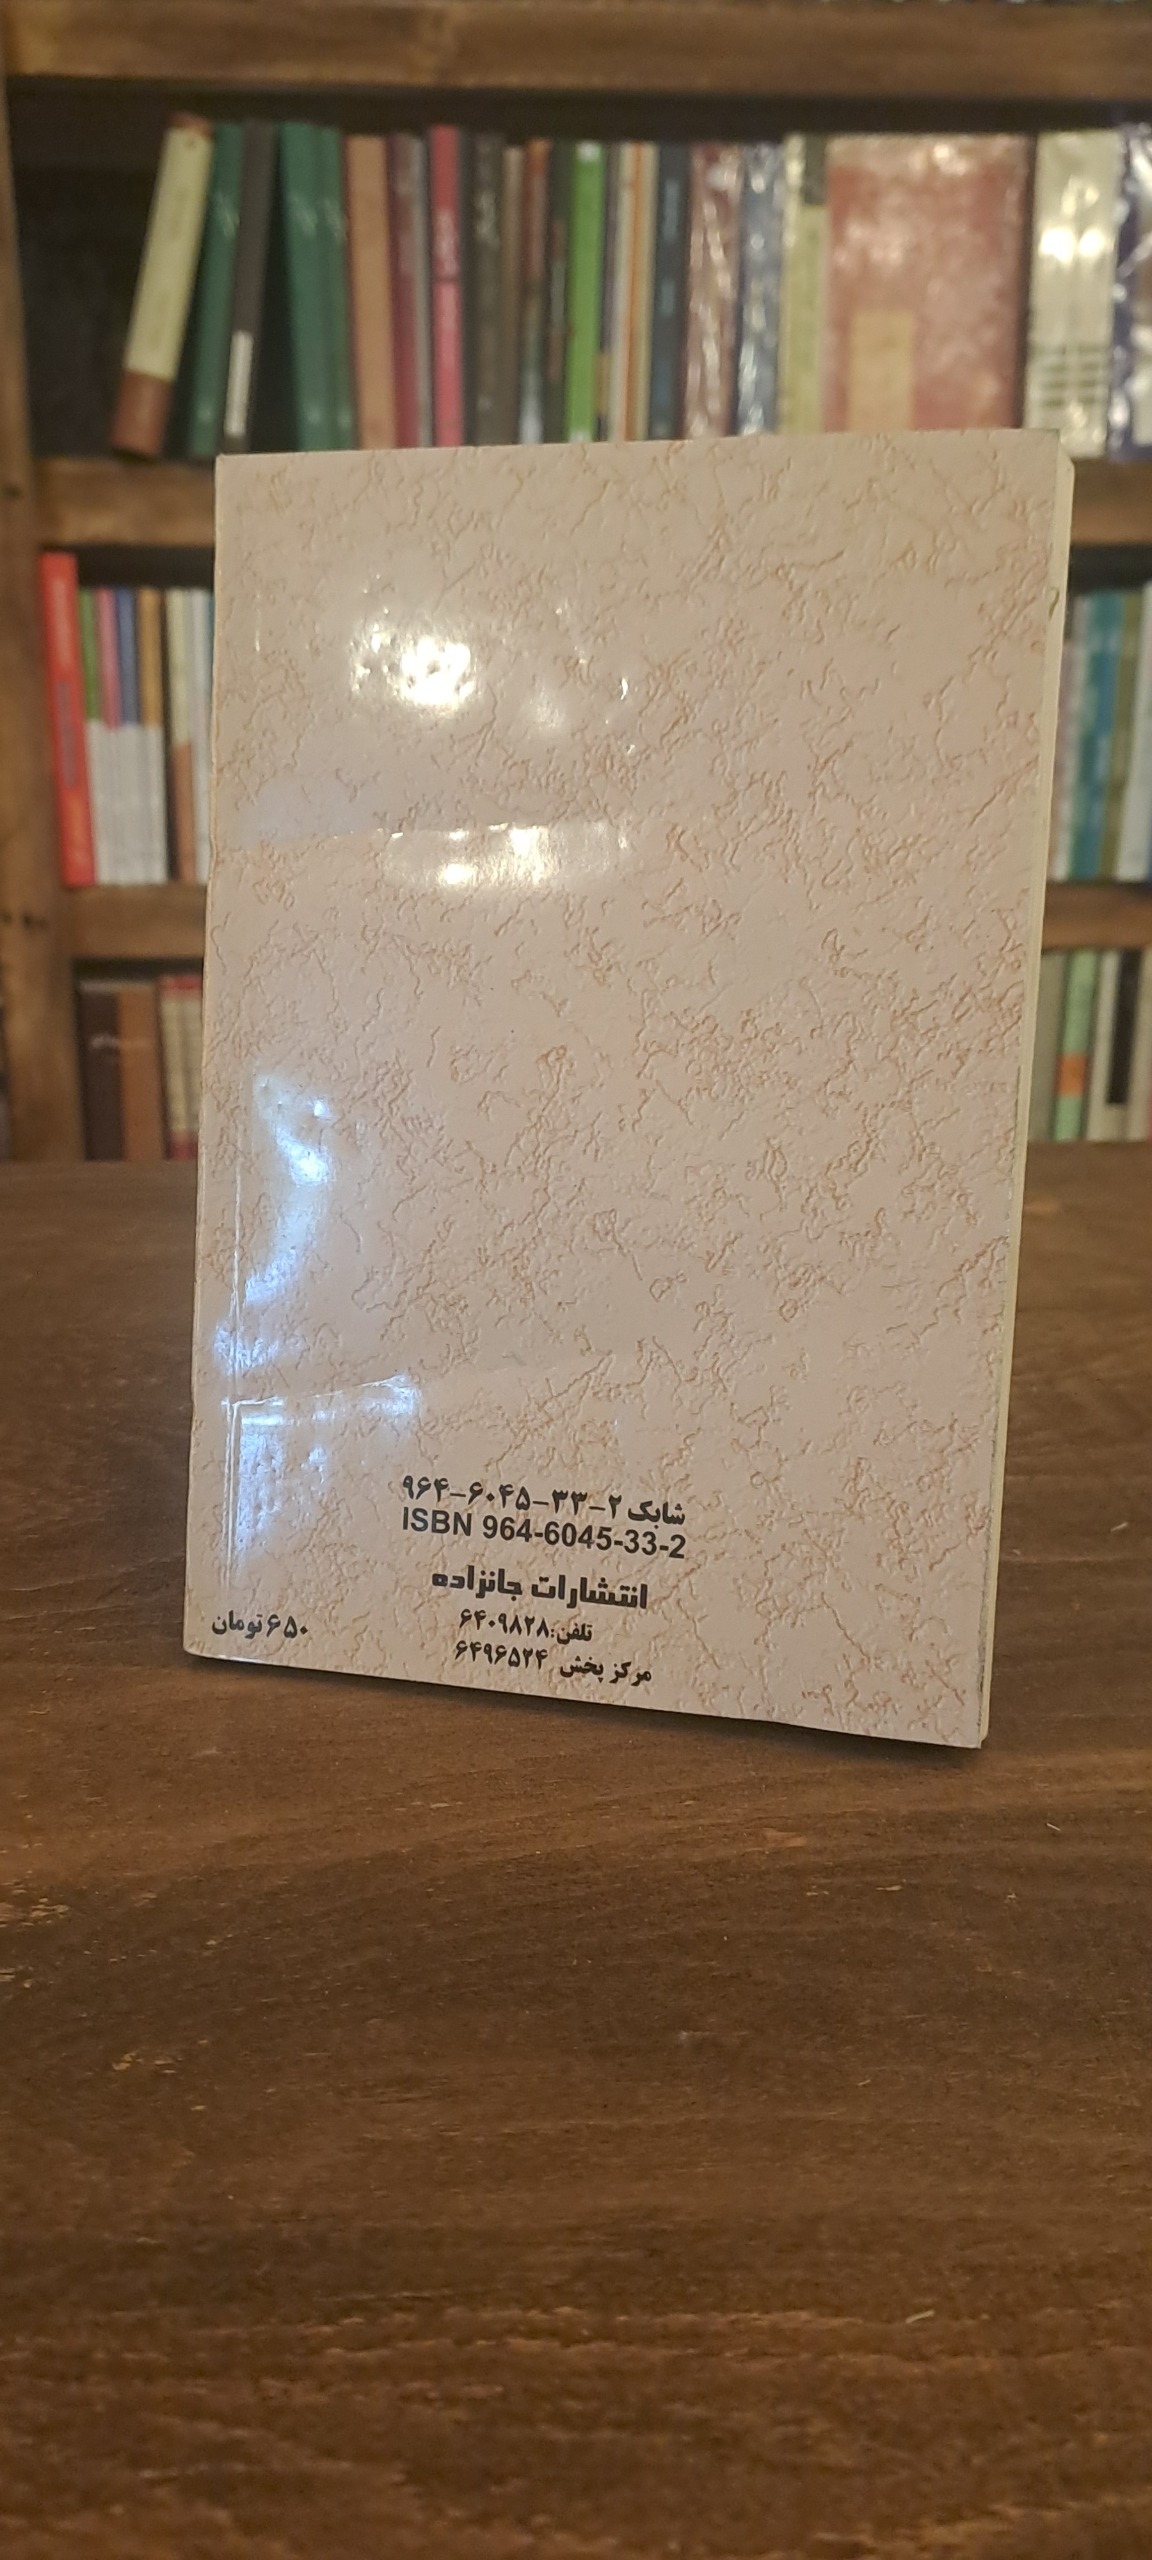 شابک ۲-۳۳-۶۰۴۵-۹۶۴
ISBN 964-6045-33-2
انتشارات جانزاده
تلفن:۶۴۰۹۸۲۸
مرکز پخش ۶۴۹۶۵۲۴
۶۵۰ تومان